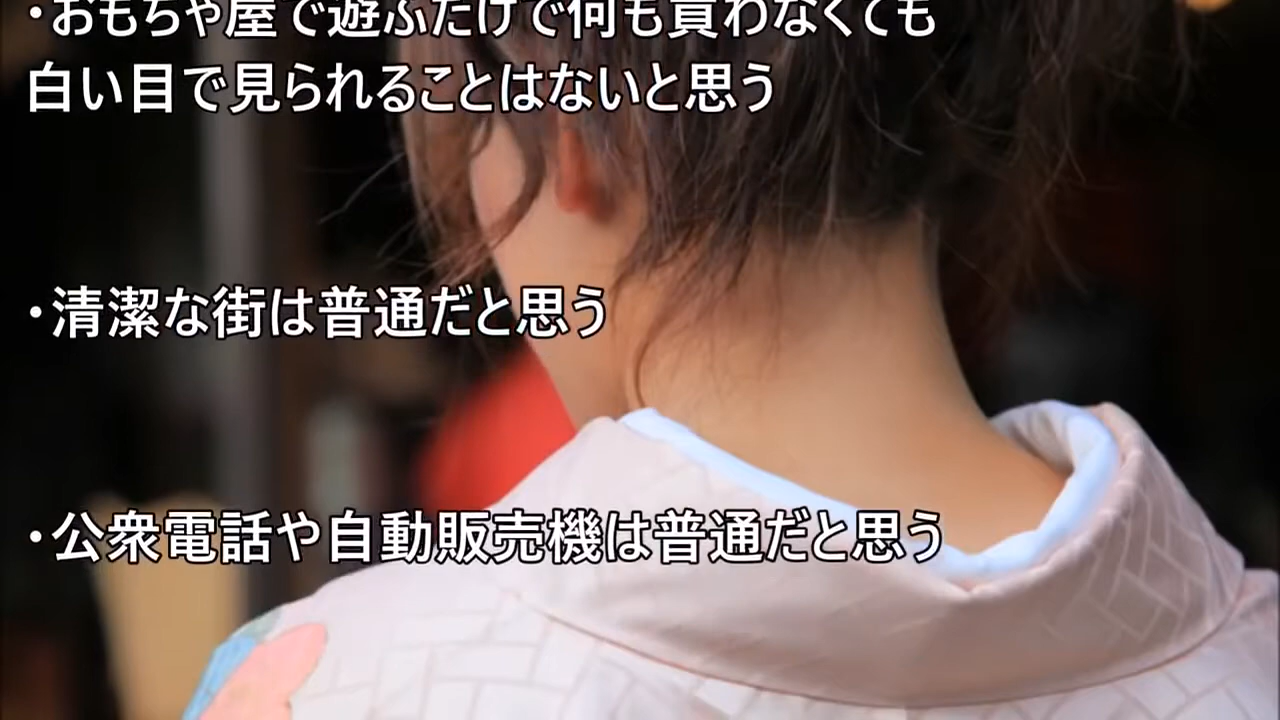 ・おもちゃ屋で遊ぶだけで何も買わなくても
白い目で見られることはないと思う
・清潔な街は普通だと思う
・公衆電話や自動販売機は普通だと思う